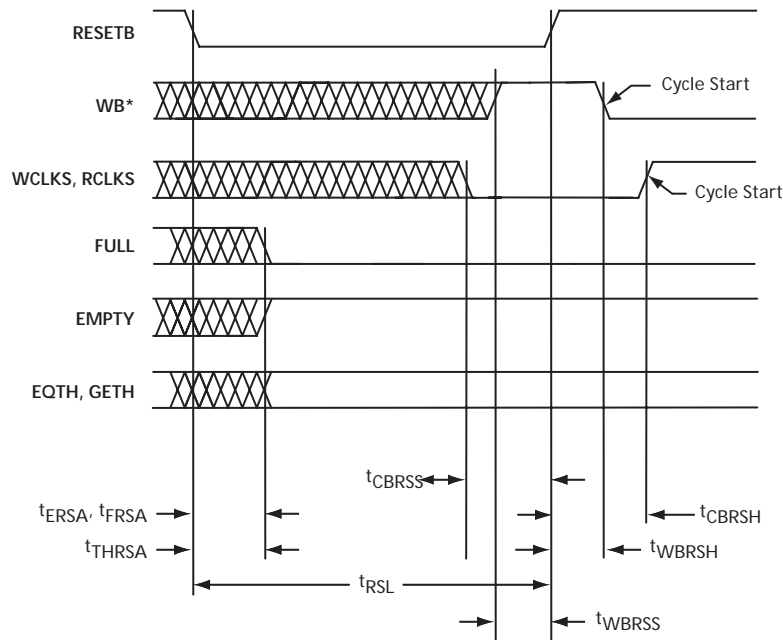 RESETB
Cycle Start
WB*
WCLKS, RCLKS
Cycle Start
FULL
EMPTY
EQTH, GETH
tCBRSS
tERSA, tFRSA
tCBRSH
tTHRSA
tWBRSH
tRSL
tWBRSS